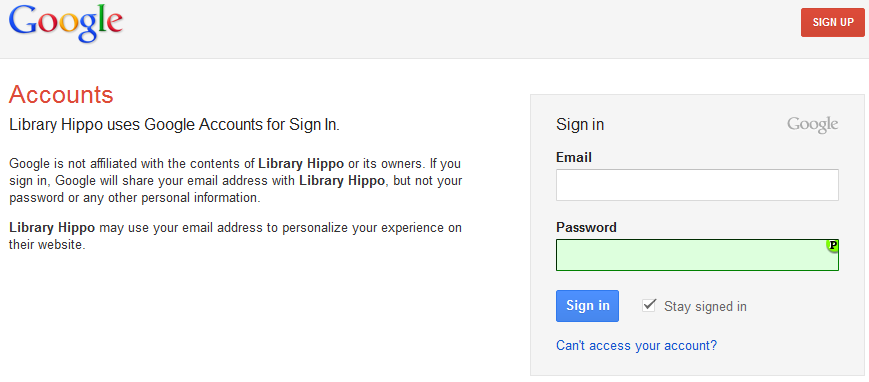 Google
SIGN UP
Accounts
Library Hippo uses Google Accounts for Sign In.
Google is not affiliated with the contents of Library Hippo or its owners. If you
sign in, Google will share your email address with Library Hippo, but not your
password or any other personal information.
Library Hippo may use your email address to personalize your experience on
their website.
Sign in
Google
Email
Password
P
Sign in
Stay signed in
Can't access your account?